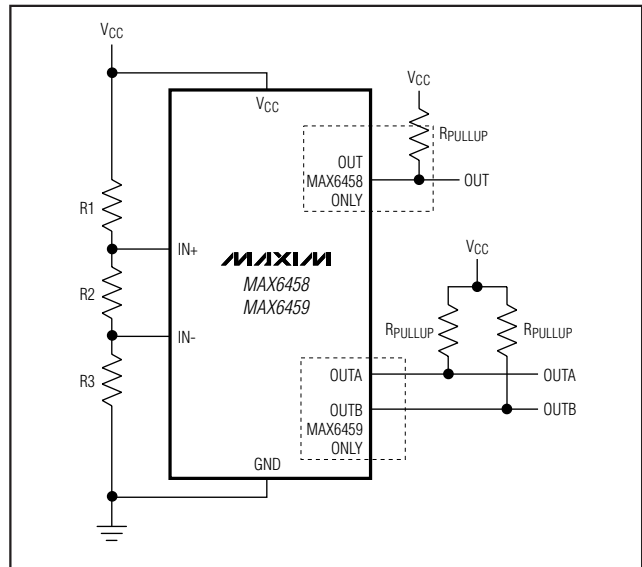 VCC
VCC
VCC
RPULLUP
OUT
MAX6458
ONLY
OUT
R1
IN+
MAXIM
MAX6458
MAX6459
R2
IN-
R3
VCC
RPULLUP
RPULLUP
OUTA
OUTA
OUTB
OUTB
MAX6459
ONLY
GND